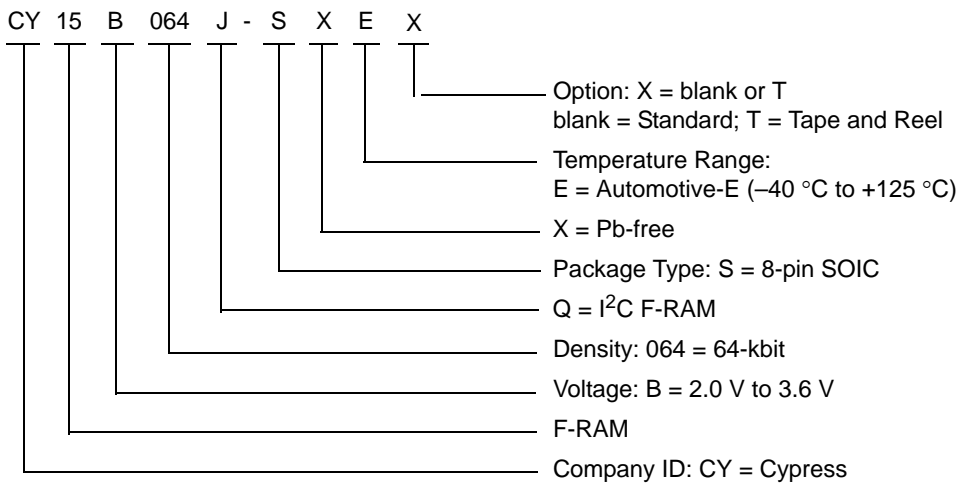 CY 15 B 064 J - S X E X
Option: X = blank or T
blank = Standard; T = Tape and Reel
Temperature Range:
E = Automotive-E (–40 °C to +125 °C)
X = Pb-free
Package Type: S = 8-pin SOIC
Q = I²C F-RAM
Density: 064 = 64-kbit
Voltage: B = 2.0 V to 3.6 V
F-RAM
Company ID: CY = Cypress